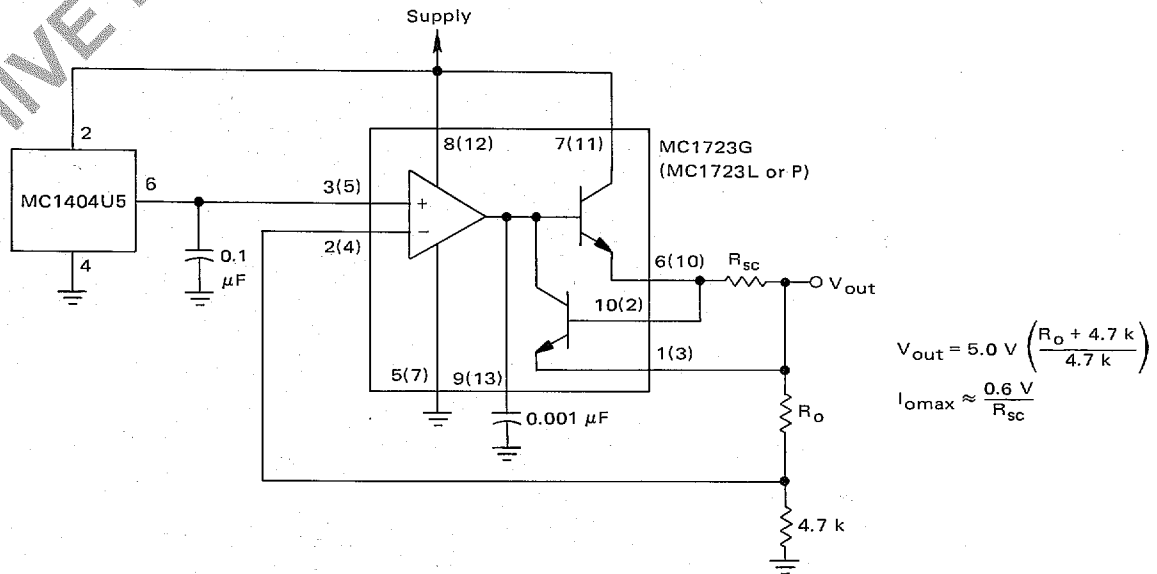 Supply
2
8(12)
7(11)
MC1723G
(MC1723L or P)
MC1404U5
6
3(5)
+
−
2(4)
4
0.1
µF
6(10)
R_sc
V_out
10(2)
1(3)
5(7)
9(13)
0.001 µF
R_o
4.7 k
V_out = 5.0 V ( (R_o + 4.7 k) / 4.7 k )
I_omax ≈ 0.6 V / R_sc